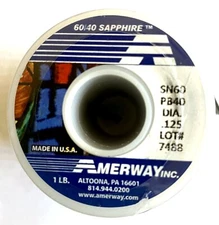 60/40 SAPPHIRE™
SN60
PB40
DIA.
.125
LOT#
7488
MADE IN U.S.A.
AMERWAY INC.
1 LB.
ALTOONA, PA 16601
814.944.0200
www.amerway.com